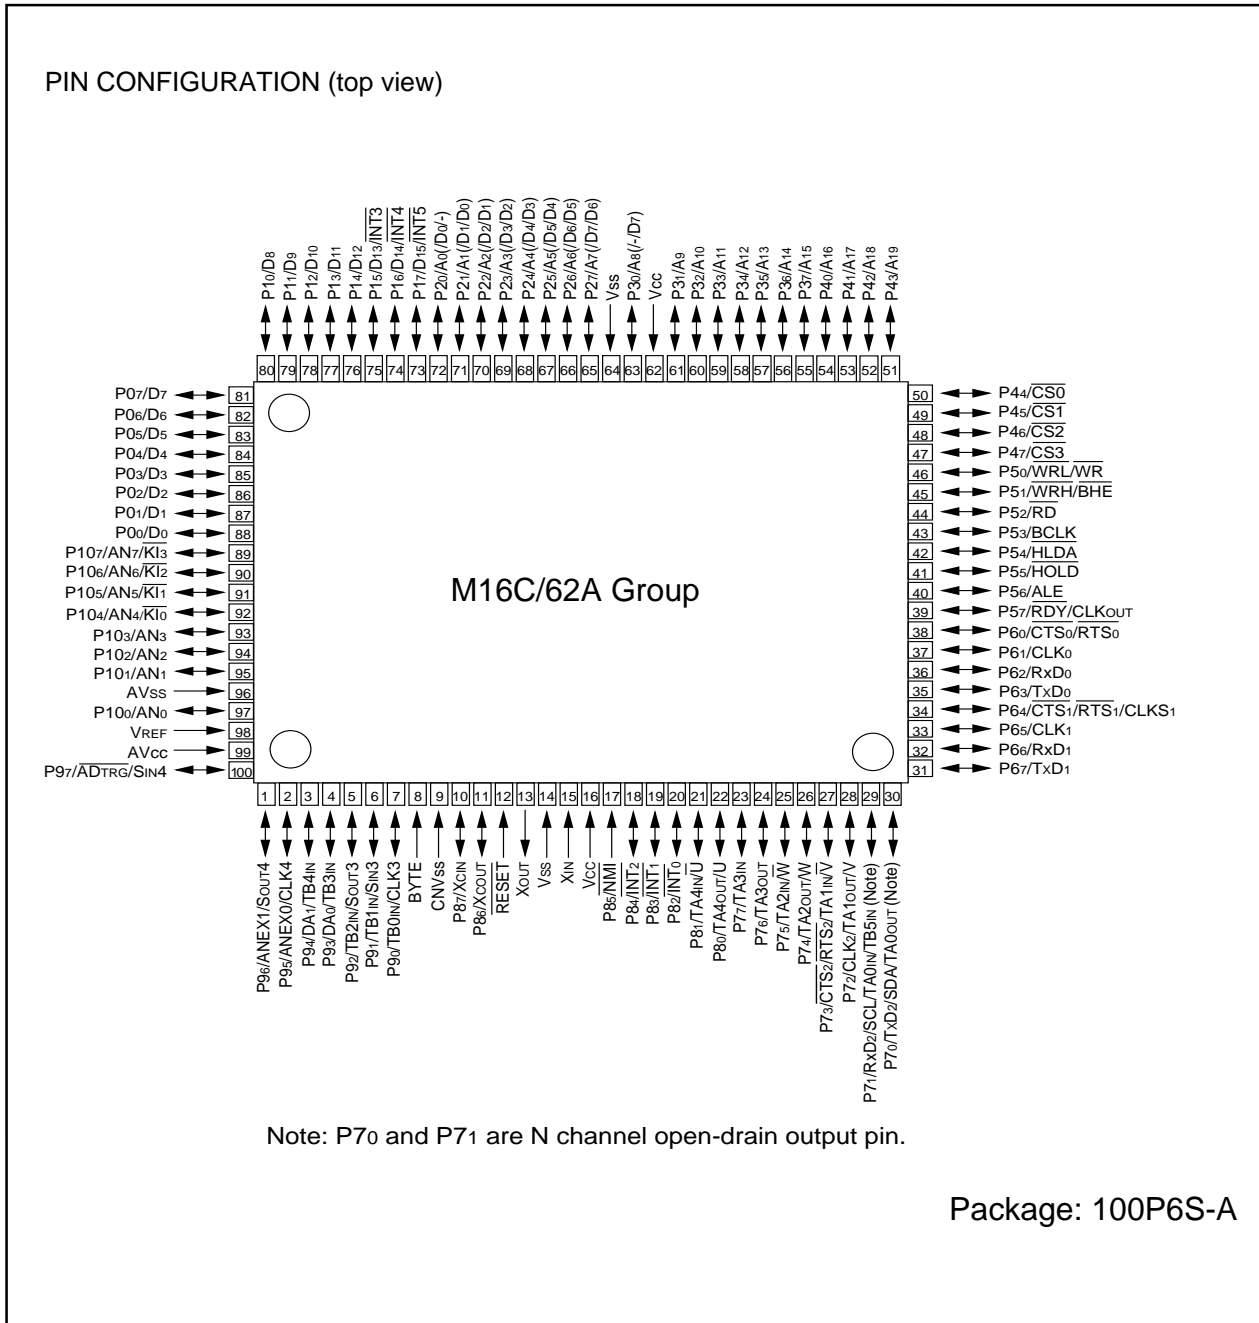 PIN CONFIGURATION (top view)
P10/D8
P11/D9
P12/D10
P13/D11
P14/D12
P15/D13/INT3
P16/D14/INT4
P17/D15/INT5
P20/A0(/D0/-)
P21/A1(/D1/D0)
P22/A2(/D2/D1)
P23/A3(/D3/D2)
P24/A4(/D4/D3)
P25/A5(/D5/D4)
P26/A6(/D6/D5)
P27/A7(/D7/D6)
Vss
P30/A8(/-/D7)
Vcc
P31/A9
P32/A10
P33/A11
P34/A12
P35/A13
P36/A14
P37/A15
P40/A16
P41/A17
P42/A18
P43/A19
80 79 78 77 76 75 74 73 72 71 70 69 68 67 66 65 64 63 62 61 60 59 58 57 56 55 54 53 52 51
P07/D7 81
P06/D6 82
P05/D5 83
P04/D4 84
P03/D3 85
P02/D2 86
P01/D1 87
P00/D0 88
P107/AN7/KI3 89
P106/AN6/KI2 90
P105/AN5/KI1 91
P104/AN4/KI0 92
P103/AN3 93
P102/AN2 94
P101/AN1 95
AVss 96
P100/AN0 97
VREF 98
AVcc 99
P97/ADTRG/SIN4 100
M16C/62A Group
50 P44/CS0
49 P45/CS1
48 P46/CS2
47 P47/CS3
46 P50/WRL/WR
45 P51/WRH/BHE
44 P52/RD
43 P53/BCLK
42 P54/HLDA
41 P55/HOLD
40 P56/ALE
39 P57/RDY/CLKOUT
38 P60/CTS0/RTS0
37 P61/CLK0
36 P62/RxD0
35 P63/TxD0
34 P64/CTS1/RTS1/CLKS1
33 P65/CLK1
32 P66/RxD1
31 P67/TxD1
1 2 3 4 5 6 7 8 9 10 11 12 13 14 15 16 17 18 19 20 21 22 23 24 25 26 27 28 29 30
P96/ANEX1/SOUT4
P95/ANEX0/CLK4
P94/DA1/TB4IN
P93/DA0/TB3IN
P92/TB2IN/SOUT3
P91/TB1IN/SIN3
P90/TB0IN/CLK3
BYTE
CNVss
P87/XCIN
P86/XCOUT
RESET
XOUT
Vss
XIN
Vcc
P85/NMI
P84/INT2
P83/INT1
P82/INT0
P81/TA4IN/U
P80/TA4OUT/U
P77/TA3IN
P76/TA3OUT
P75/TA2IN/W
P74/TA2OUT/W
P73/CTS2/RTS2/TA1IN/V
P72/CLK2/TA1OUT/V
P71/RxD2/SCL/TA0IN/TB5IN (Note)
P70/TxD2/SDA/TA0OUT (Note)
Note: P70 and P71 are N channel open-drain output pin.
Package: 100P6S-A